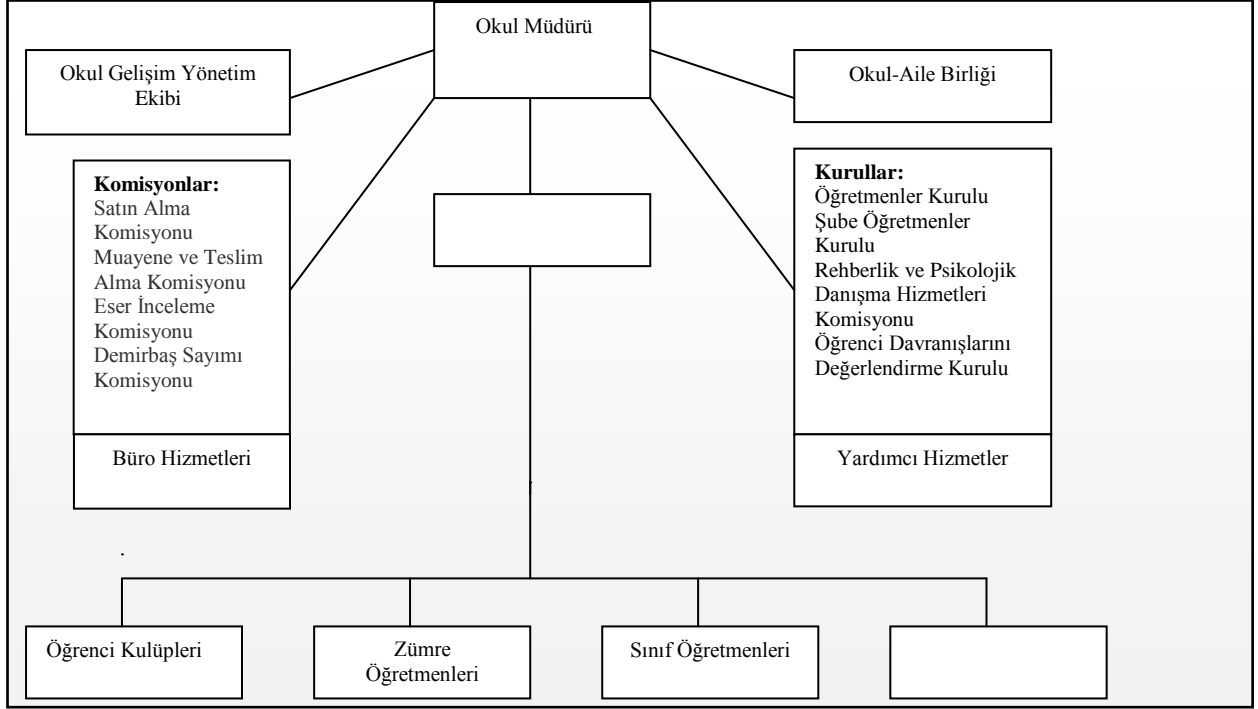 Okul Müdürü
Okul Gelişim Yönetim
Ekibi
Okul-Aile Birliği
Komisyonlar:
Satın Alma
Komisyonu
Muayene ve Teslim
Alma Komisyonu
Eser İnceleme
Komisyonu
Demirbaş Sayımı
Komisyonu
Kurullar:
Öğretmenler Kurulu
Şube Öğretmenler
Kurulu
Rehberlik ve Psikolojik
Danışma Hizmetleri
Komisyonu
Öğrenci Davranışlarını
Değerlendirme Kurulu
Büro Hizmetleri
Yardımcı Hizmetler
Öğrenci Kulüpleri
Zümre
Öğretmenleri
Sınıf Öğretmenleri